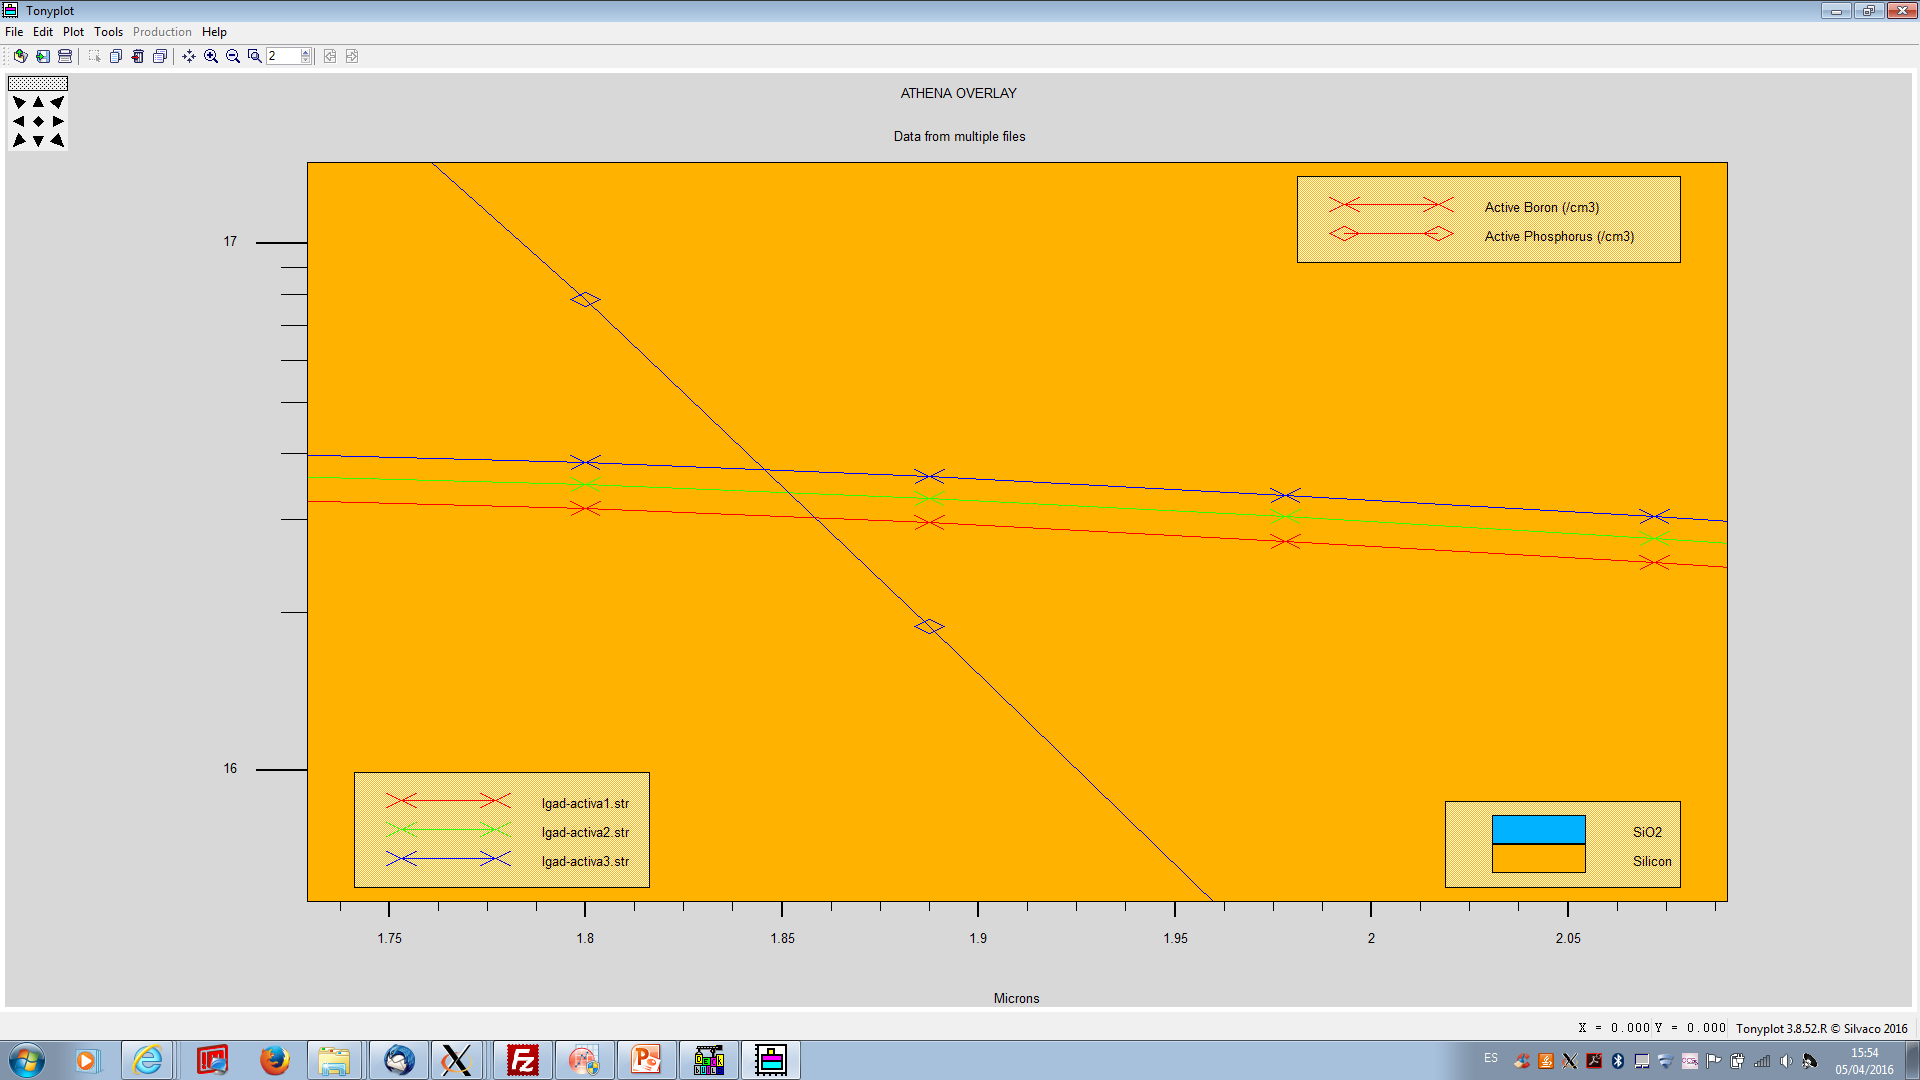 Tonyplot
File Edit Plot Tools Production Help
2
ATHENA OVERLAY
Data from multiple files
Active Boron (/cm3)
Active Phosphorus (/cm3)
17
16
lgad-activa1.str
lgad-activa2.str
lgad-activa3.str
SiO2
Silicon
1.75 1.8 1.85 1.9 1.95 2 2.05
Microns
X = 0.000 Y = 0.000 Tonyplot 3.8.52.R © Silvaco 2016
ES
15:54
05/04/2016